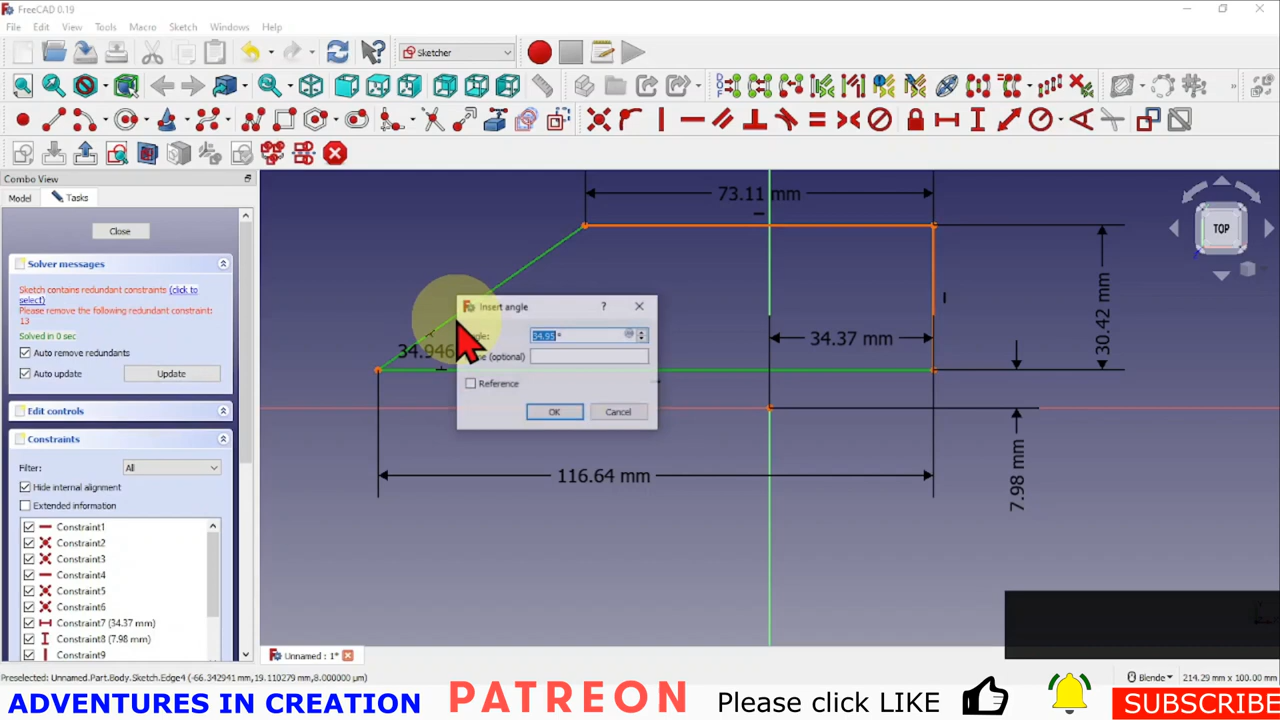 FreeCAD 0.19
File Edit View Tools Macro Sketch Windows Help
Sketcher
Combo View
Model Tasks
Close
Solver messages
Sketch contains redundant constraints (click to
select)
Please remove the following redundant constraint:
13
Solved in 0 sec
Auto remove redundants
Auto update Update
Edit controls
Constraints
Filter: All
Hide internal alignment
Extended information
Constraint1
Constraint2
Constraint3
Constraint4
Constraint5
Constraint6
Constraint7 (34.37 mm)
Constraint8 (7.98 mm)
Constraint9
73.11 mm
30.42 mm
34.946
34.37 mm
116.64 mm
7.98 mm
Insert angle ?
34.95 °
(optional)
Reference
OK Cancel
TOP
Unnamed : 1*
Preselected: Unnamed.Part.Body.Sketch.Edge4 (-66.342941 mm,19.110279 mm,8.000000 µm)
Blende 214.29 mm x 100.00 mm
ADVENTURES IN CREATION PATREON Please click LIKE SUBSCRIBE